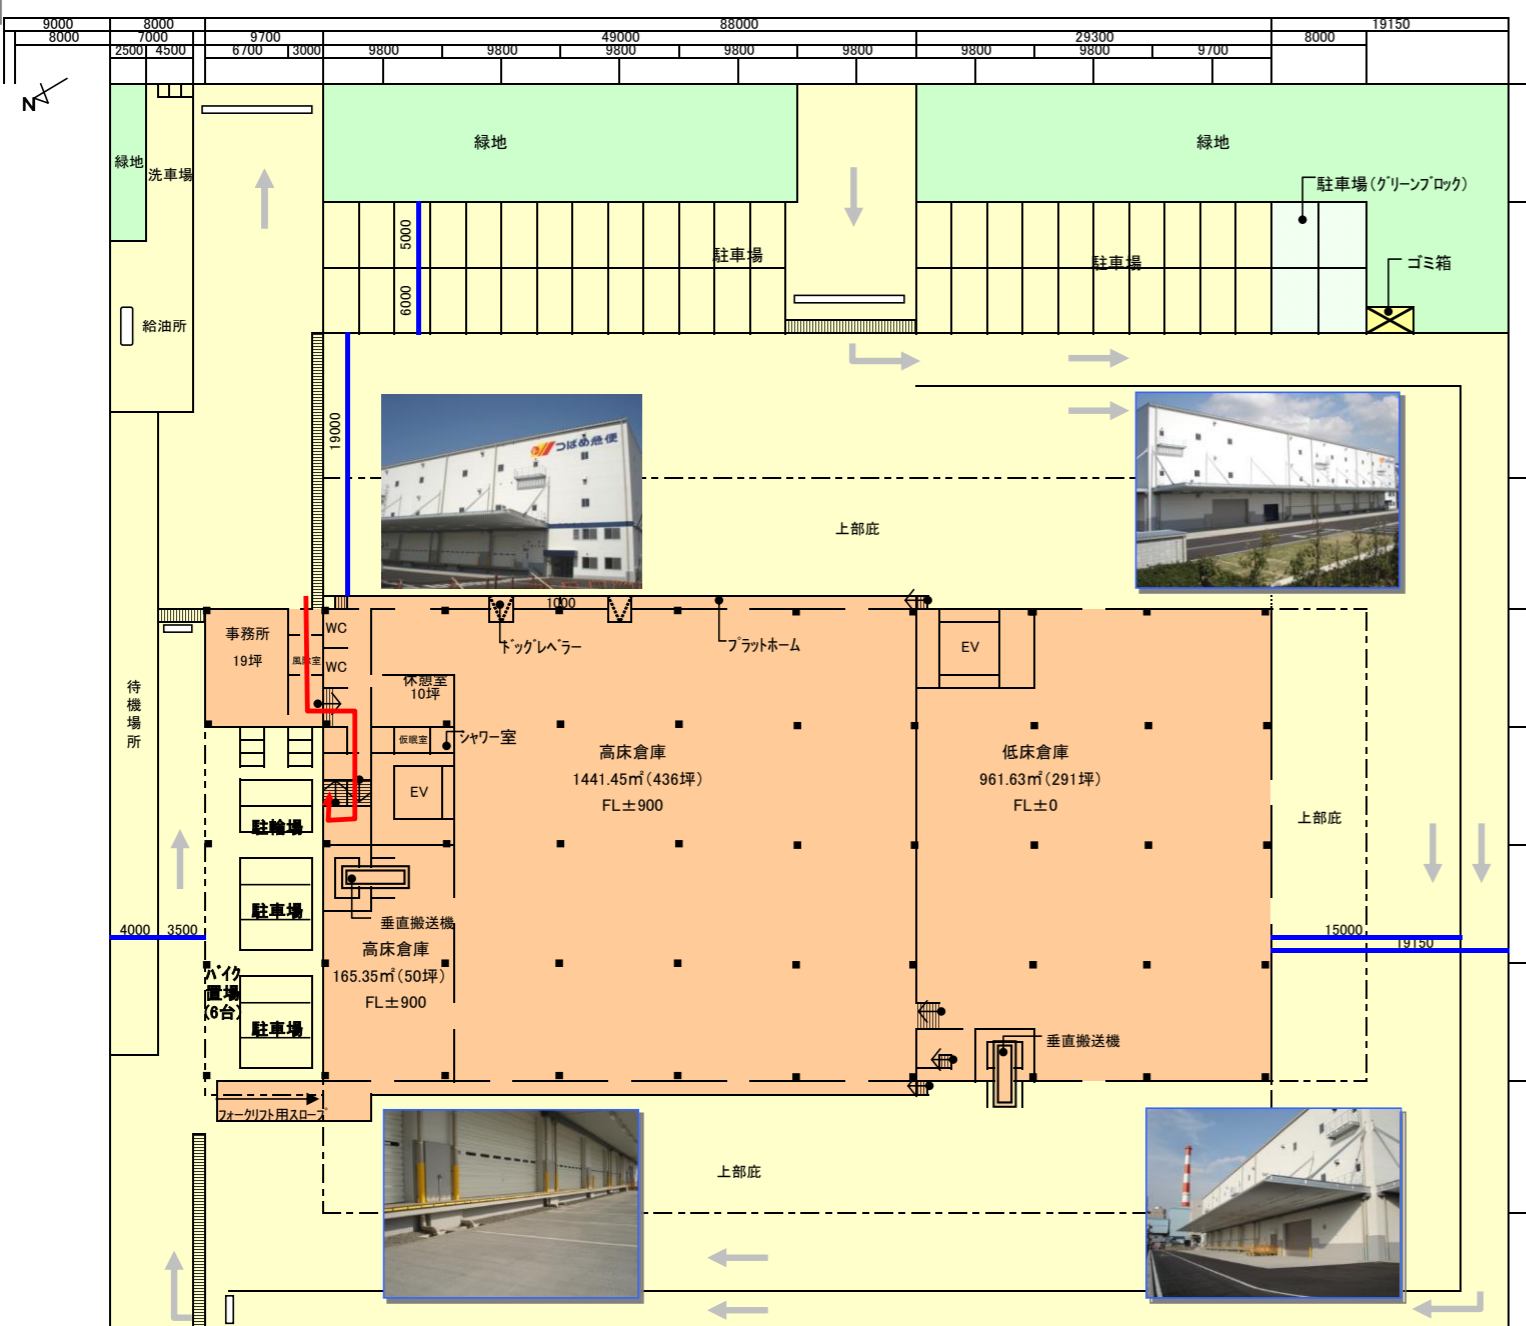 9000
8000
88000
19150
8000
7000
9700
49000
29300
8000
2500
4500
6700
3000
9800
9800
9800
9800
9800
9800
9800
9700
N
緑地
洗車場
緑地
緑地
駐車場(グリーンブロック)
5000
6000
駐車場
駐車場
ゴミ箱
給油所
19000
つばめ急便
上部庇
1000
事務所
19坪
風除室
WC
WC
ドッグレベラー
プラットホーム
EV
休憩室
10坪
待機場所
仮眠室
シャワー室
高床倉庫
1441.45㎡(436坪)
FL±900
低床倉庫
961.63㎡(291坪)
FL±0
EV
駐輪場
上部庇
駐車場
垂直搬送機
4000
3500
15000
19150
高床倉庫
165.35㎡(50坪)
FL±900
バイク
置場
(6台)
駐車場
垂直搬送機
フォークリフト用スロープ
上部庇